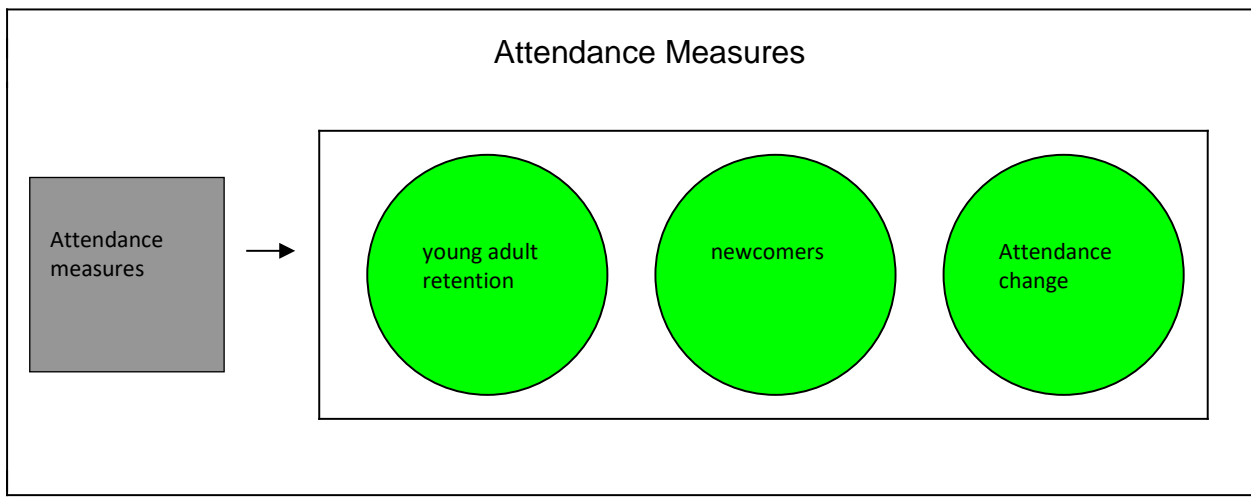 Attendance Measures
Attendance
measures
young adult
retention
newcomers
Attendance
change